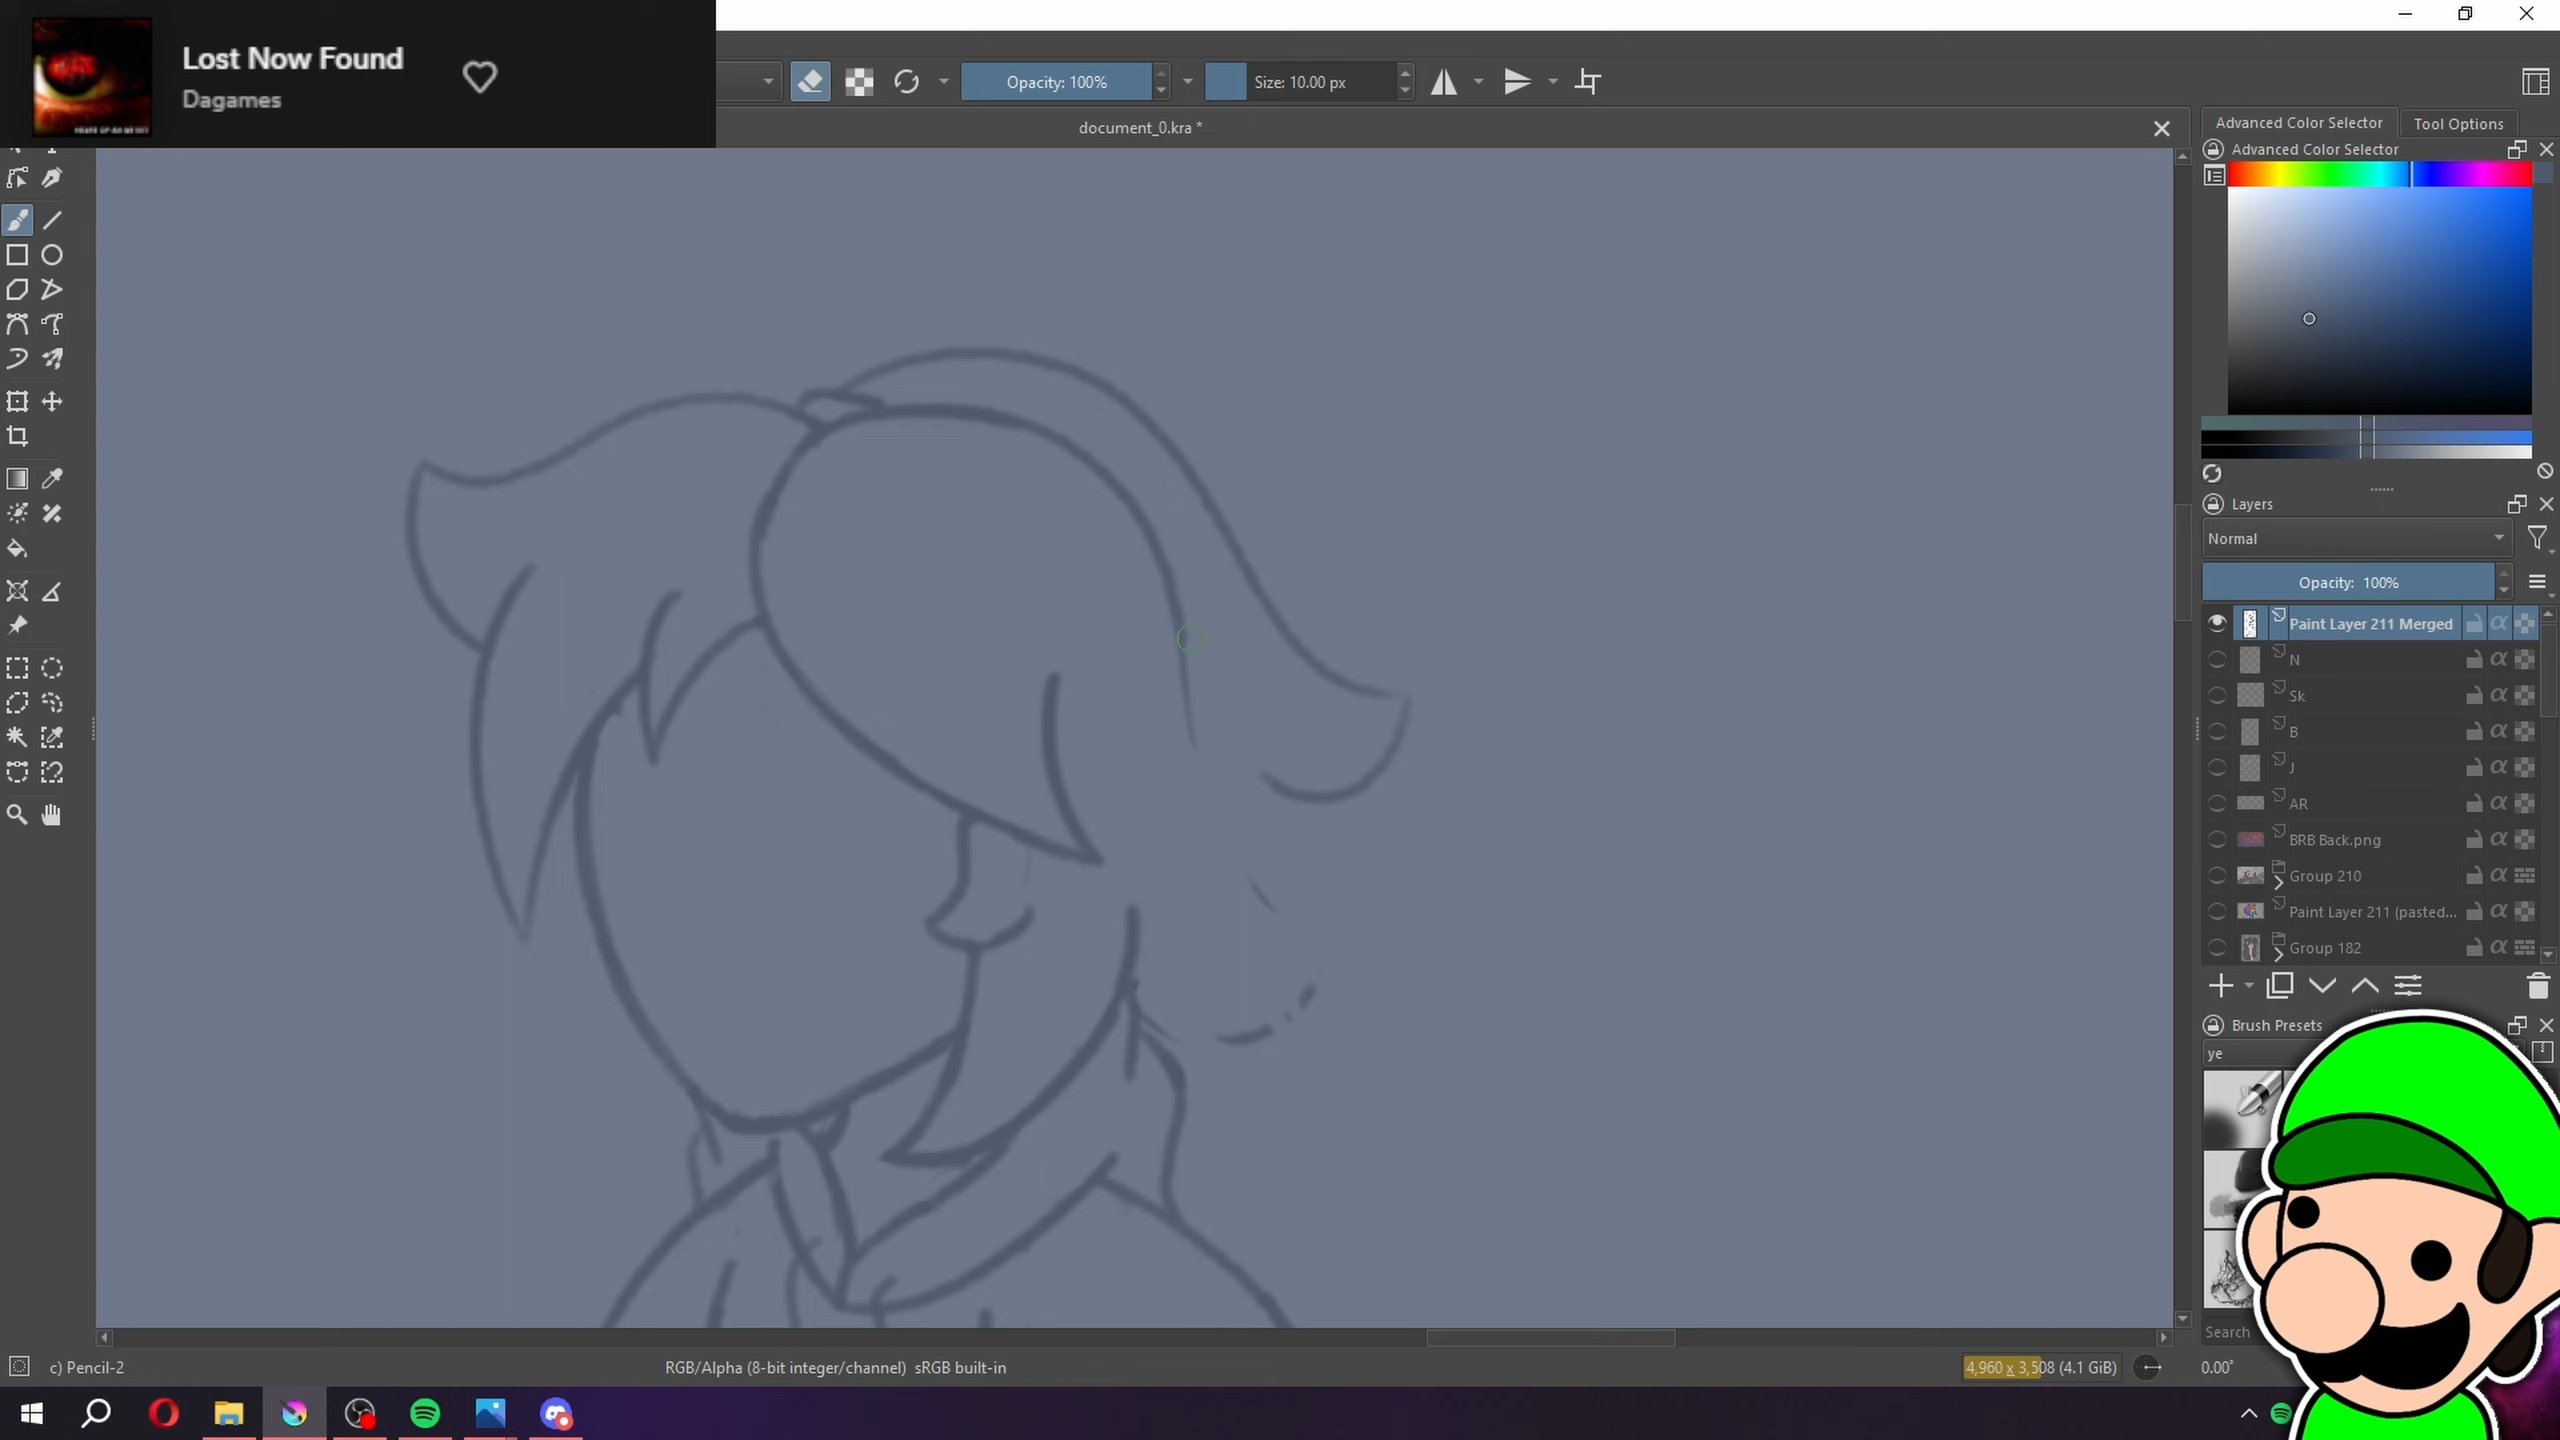 Lost Now Found
Dagames
Opacity: 100%
Size: 10.00 px
document_0.kra *
Advanced Color Selector
Tool Options
Advanced Color Selector
Layers
Normal
Opacity: 100%
Paint Layer 211 Merged
N
Sk
B
J
AR
BRB Back.png
Group 210
Paint Layer 211 (pasted...
Group 182
Brush Presets
ye
Search
c) Pencil-2
RGB/Alpha (8-bit integer/channel) sRGB built-in
4,960 x 3,508 (4.1 GiB)
0.00°